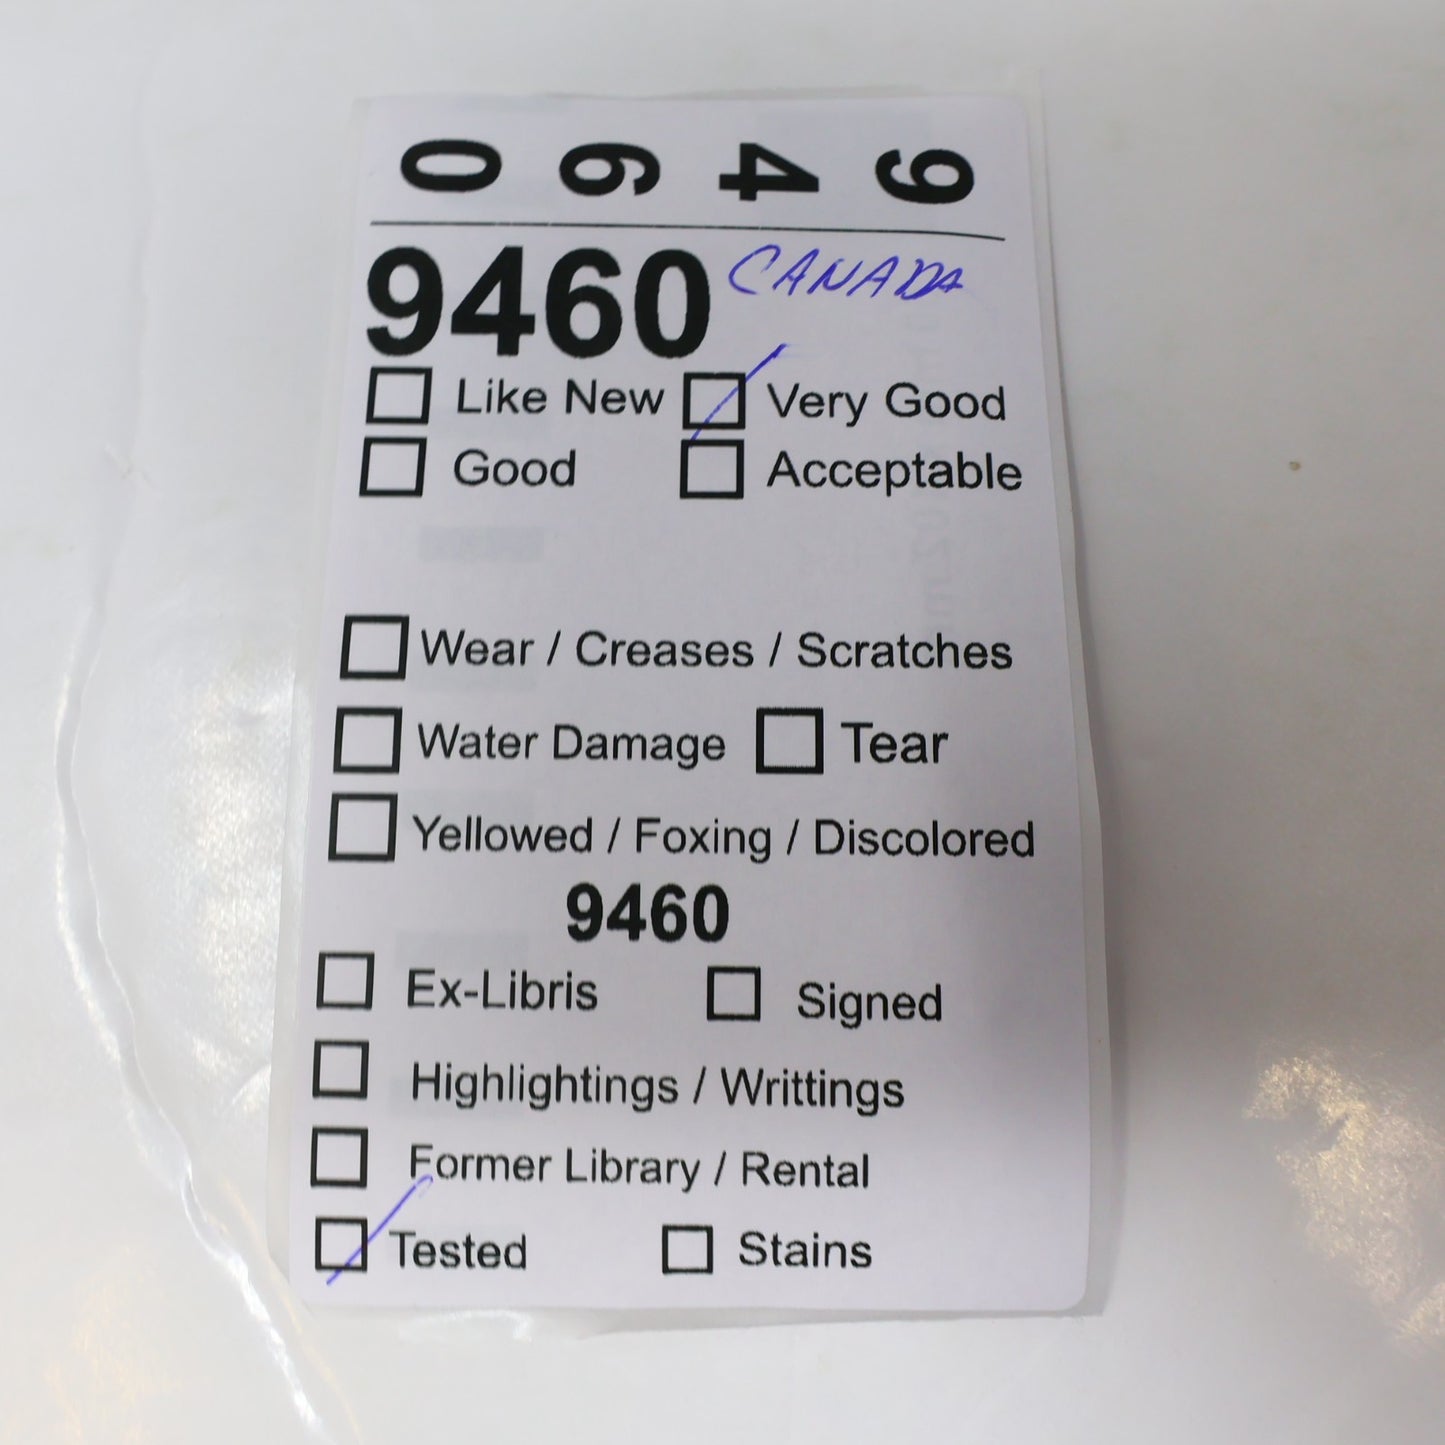 0 6 4 9
9460 CANADA
Like New Very Good
Good Acceptable
Wear / Creases / Scratches
Water Damage Tear
Yellowed / Foxing / Discolored
9460
Ex-Libris Signed
Highlightings / Writtings
Former Library / Rental
Tested Stains